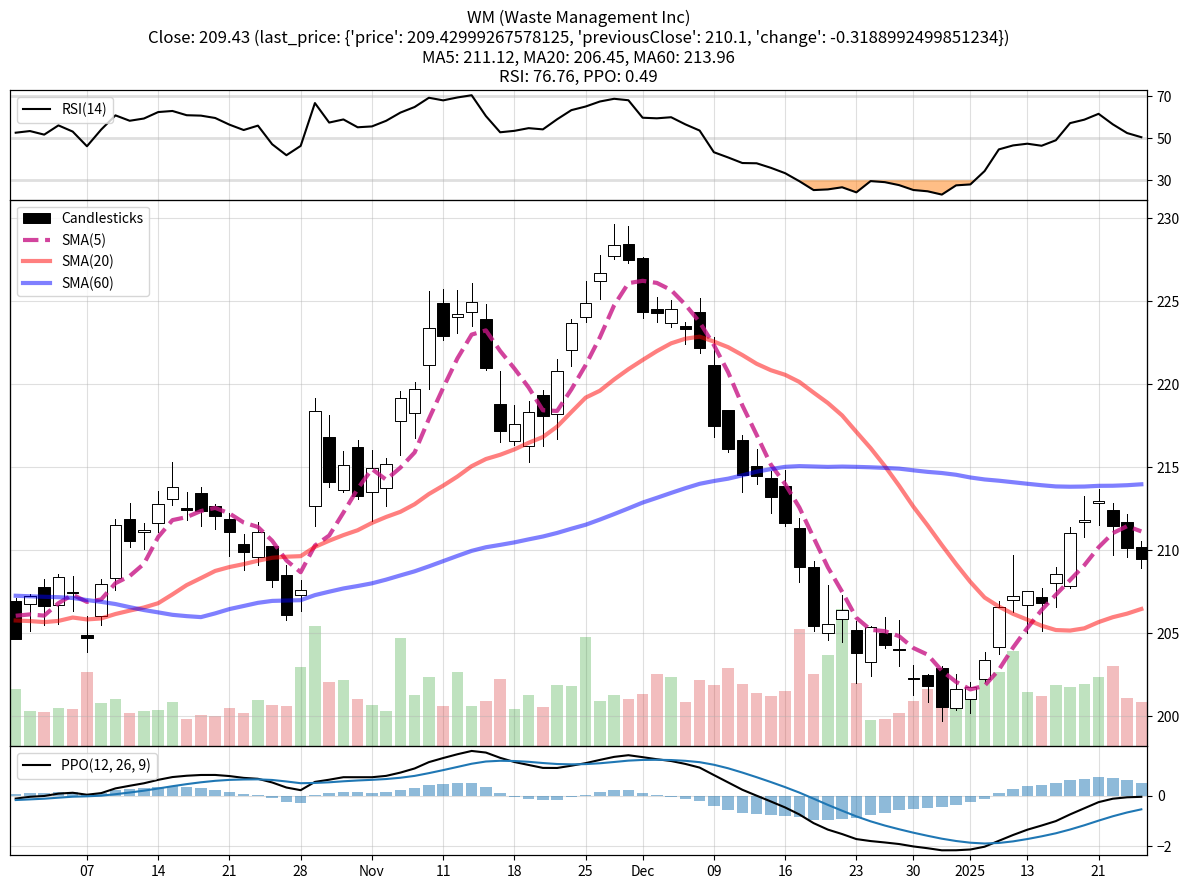 WM (Waste Management Inc)
Close: 209.43 (last_price: {'price': 209.42999267578125, 'previousClose': 210.1, 'change': -0.3188992499851234})
MA5: 211.12, MA20: 206.45, MA60: 213.96
RSI: 76.76, PPO: 0.49
RSI(14)
70
50
30
Candlesticks
SMA(5)
SMA(20)
SMA(60)
230
225
220
215
210
205
200
PPO(12, 26, 9)
0
−2
07 14 21 28 Nov 11 18 25 Dec 09 16 23 30 2025 13 21